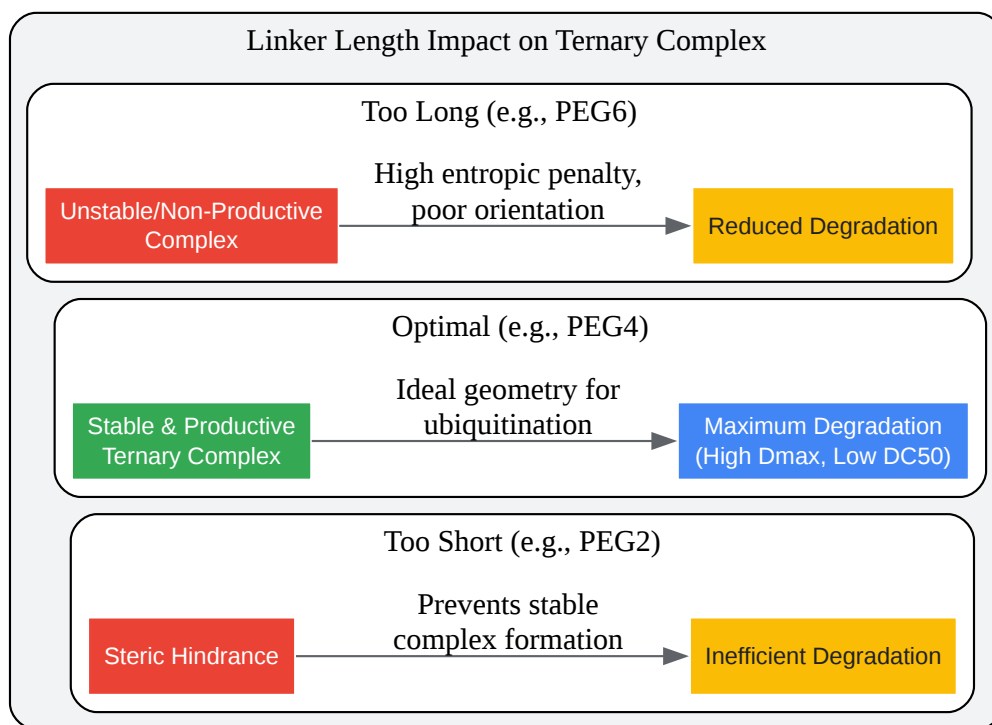 Linker Length Impact on Ternary Complex
Too Long (e.g., PEG6)
High entropic penalty,
poor orientation
Unstable/Non-Productive
Complex
Reduced Degradation
Optimal (e.g., PEG4)
Ideal geometry for
ubiquitination
Stable & Productive
Ternary Complex
Maximum Degradation
(High Dmax, Low DC50)
Too Short (e.g., PEG2)
Prevents stable
complex formation
Steric Hindrance
Inefficient Degradation